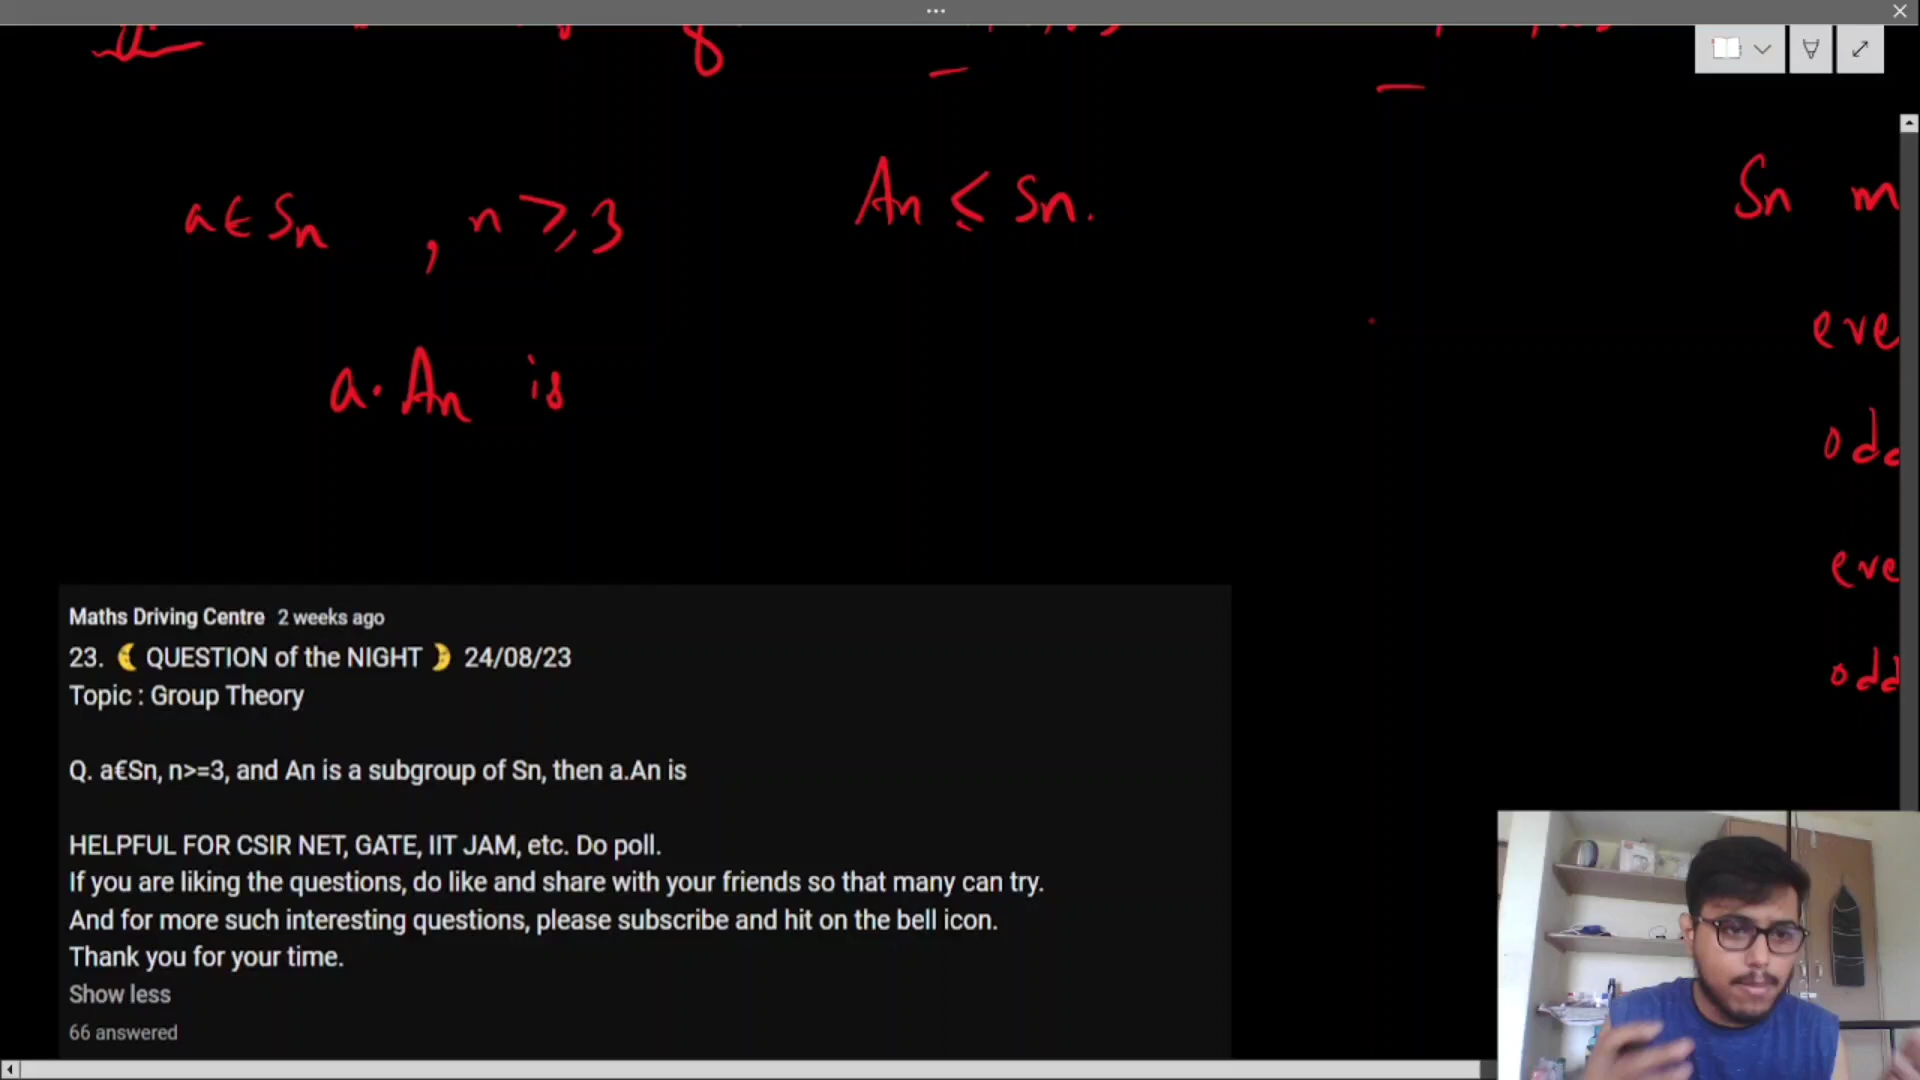 a∈Sn , n ≥ 3 An ≤ Sn. Sn m
eve
a. An is
odd
eve
Maths Driving Centre 2 weeks ago
23. 🌜 QUESTION of the NIGHT 🌛 24/08/23
odd
Topic : Group Theory
Q. a€Sn, n>=3, and An is a subgroup of Sn, then a.An is
HELPFUL FOR CSIR NET, GATE, IIT JAM, etc. Do poll.
If you are liking the questions, do like and share with your friends so that many can try.
And for more such interesting questions, please subscribe and hit on the bell icon.
Thank you for your time.
Show less
66 answered